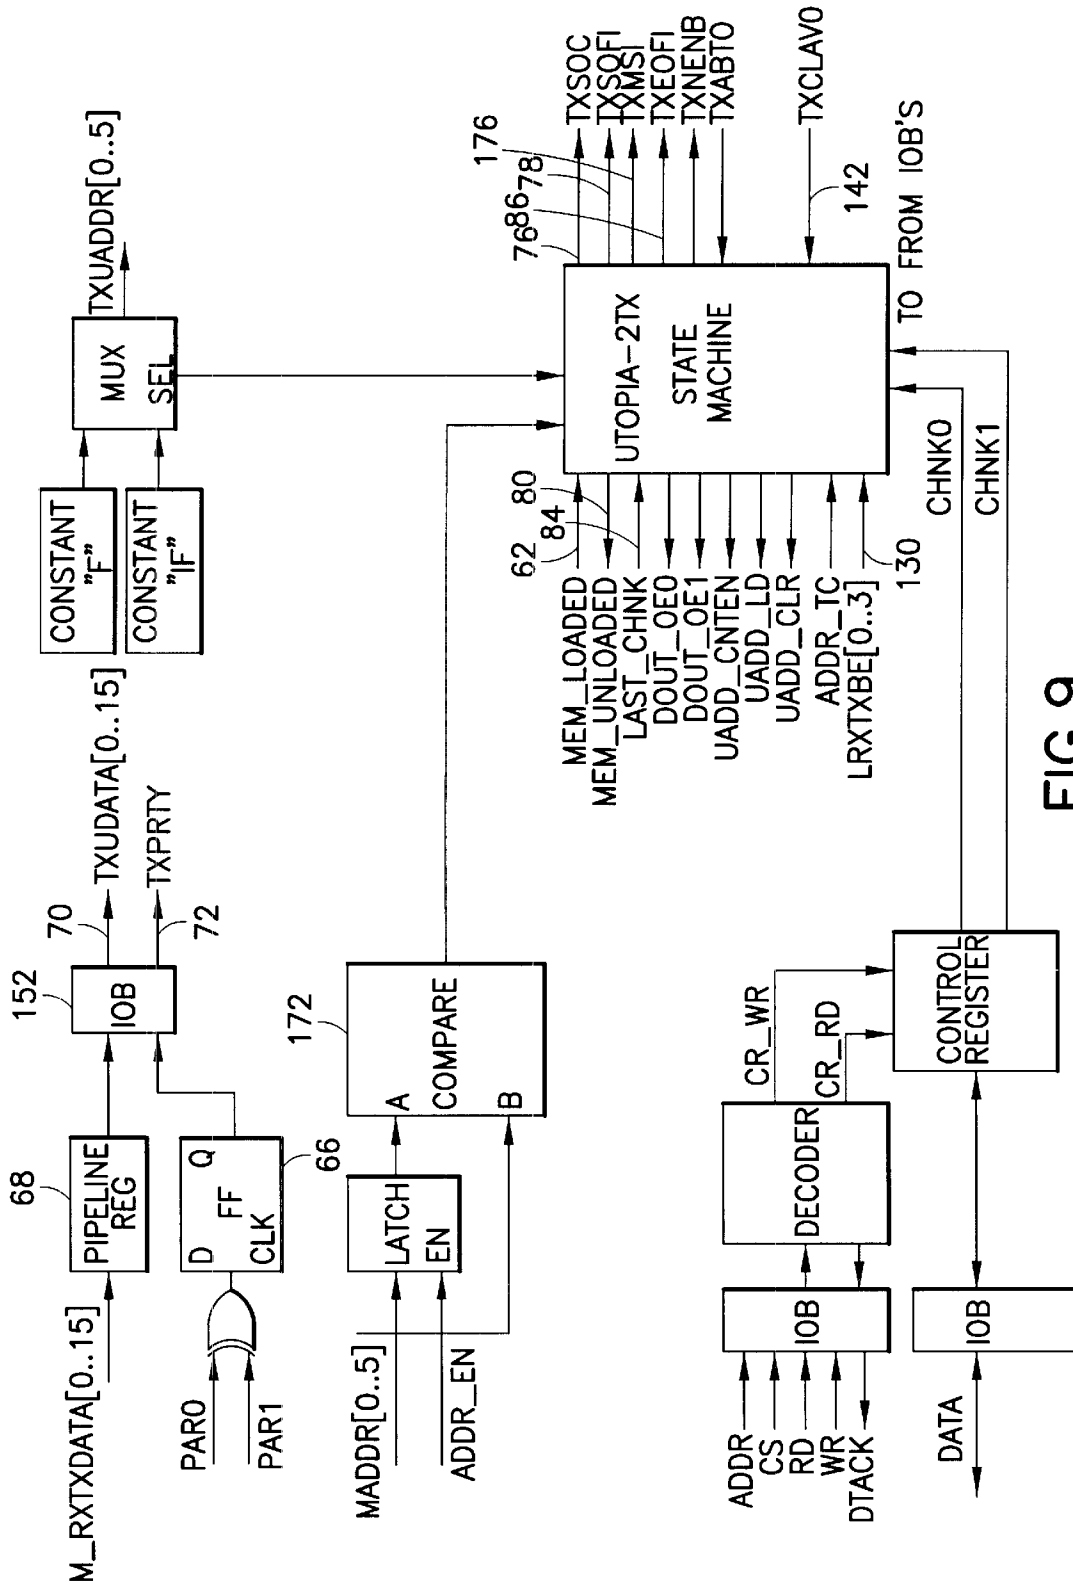 M_RXTXDATA[0..15]
68
PIPELINE
REG
152
IOB
70
TXUDATA[0..15]
72
TXPRTY
PAR0
PAR1
D
Q
FF
CLK
66
CONSTANT
"F"
CONSTANT
"IF"
MUX
SEL
TXUADDR[0..5]
MADDR[0..5]
ADDR_EN
LATCH
EN
172
A
COMPARE
B
MEM_LOADED
MEM_UNLOADED
LAST_CHNK
DOUT_OE0
DOUT_OE1
UADD_CNTEN
UADD_LD
UADD_CLR
ADDR_TC
LRXTXBE[0..3]
62
80
84
130
UTOPIA-2TX
STATE
MACHINE
76
86
78
176
TXSOC
TXSOFI
TXMSI
TXEOFI
TXNENB
TXABTO
TXCLAV0
142
TO FROM IOB'S
ADDR
CS
RD
WR
DTACK
IOB
DECODER
CR_WR
CR_RD
CONTROL
REGISTER
CHNK0
CHNK1
DATA
IOB
FIG.9